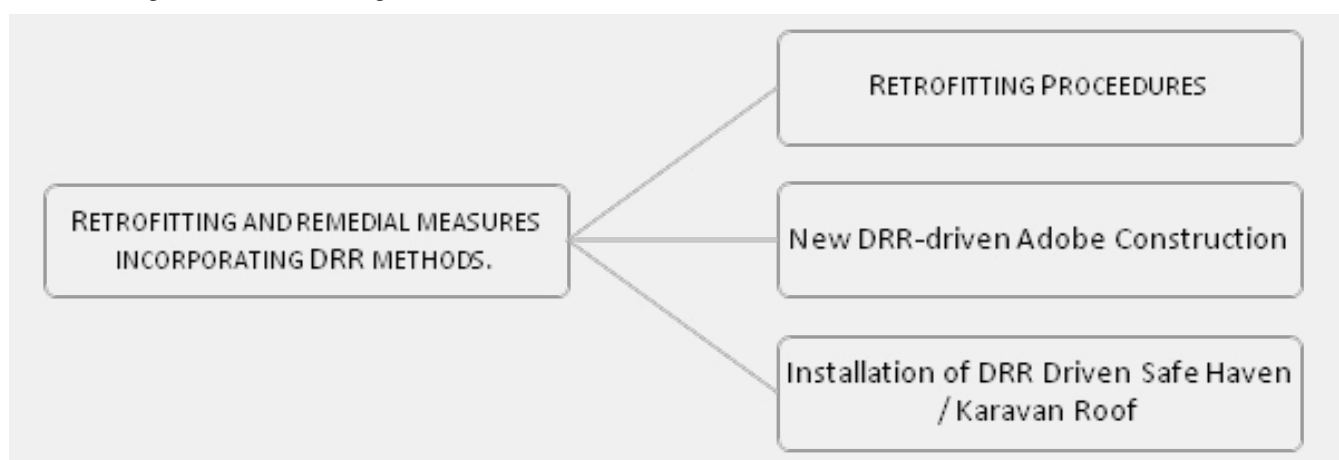 RETROFITTING PROCEEDURES
RETROFITTING AND REMEDIAL MEASURES
INCORPORATING DRR METHODS.
New DRR-driven Adobe Construction
Installation of DRR Driven Safe Haven
/ Karavan Roof